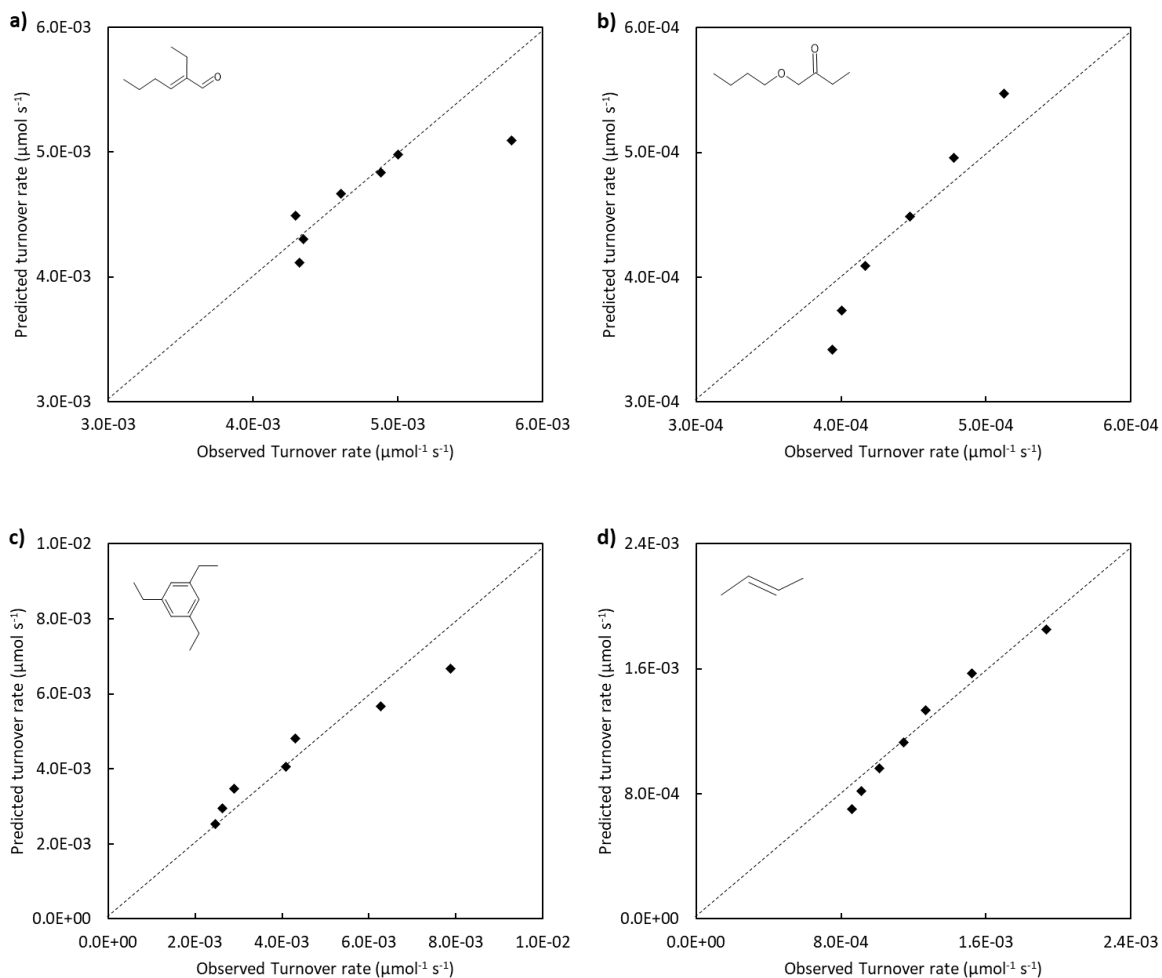 a)
6.0E-03
5.0E-03
4.0E-03
3.0E-03
Predicted turnover rate (µmol s⁻¹)
O
3.0E-03 4.0E-03 5.0E-03 6.0E-03
Observed Turnover rate (µmol⁻¹ s⁻¹)
b)
6.0E-04
5.0E-04
4.0E-04
3.0E-04
Predicted turnover rate (µmol s⁻¹)
O
O
3.0E-04 4.0E-04 5.0E-04 6.0E-04
Observed Turnover rate (µmol⁻¹ s⁻¹)
c)
1.0E-02
8.0E-03
6.0E-03
4.0E-03
2.0E-03
0.0E+00
Predicted turnover rate (µmol s⁻¹)
0.0E+00 2.0E-03 4.0E-03 6.0E-03 8.0E-03 1.0E-02
Observed Turnover rate (µmol⁻¹ s⁻¹)
d)
2.4E-03
1.6E-03
8.0E-04
0.0E+00
Predicted turnover rate (µmol s⁻¹)
0.0E+00 8.0E-04 1.6E-03 2.4E-03
Observed Turnover rate (µmol⁻¹ s⁻¹)